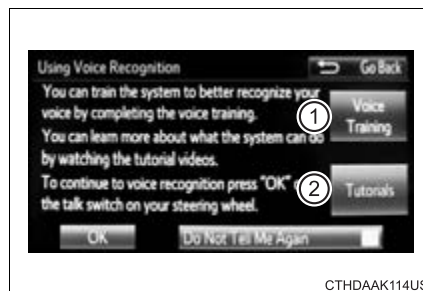 Using Voice Recognition
Go Back
You can train the system to better recognize your
voice by completing the voice training.
1
Voice
Training
You can learn more about what the system can do
by watching the tutorial videos.
To continue to voice recognition press "OK"
2
Tutorials
the talk switch on your steering wheel.
OK
Do Not Tell Me Again
CTHDAAK114US